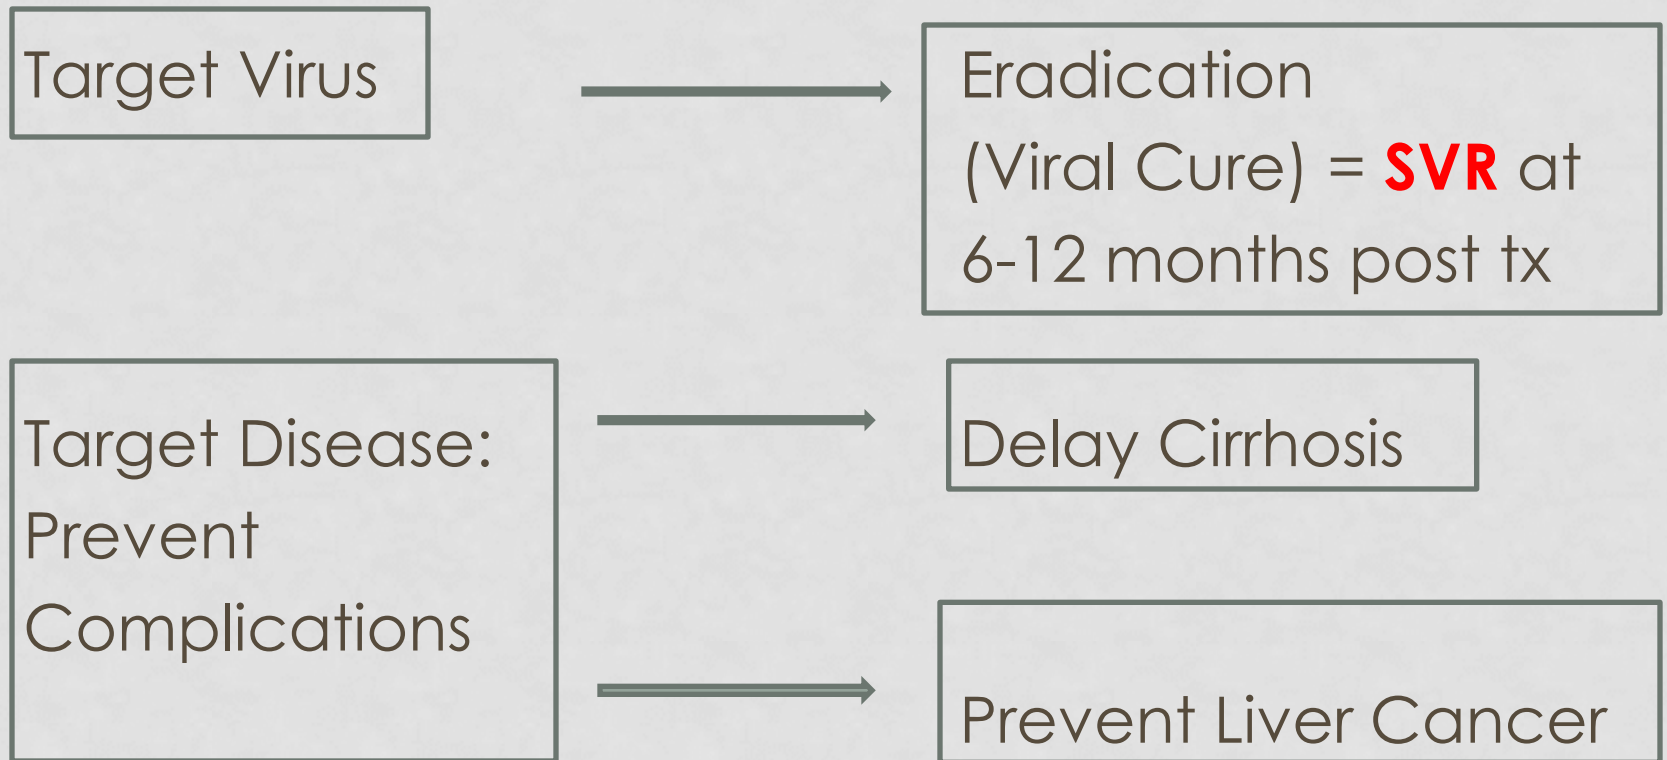 Target Virus
Eradication
(Viral Cure) = SVR at
6-12 months post tx
Target Disease:
Prevent
Complications
Delay Cirrhosis
Prevent Liver Cancer